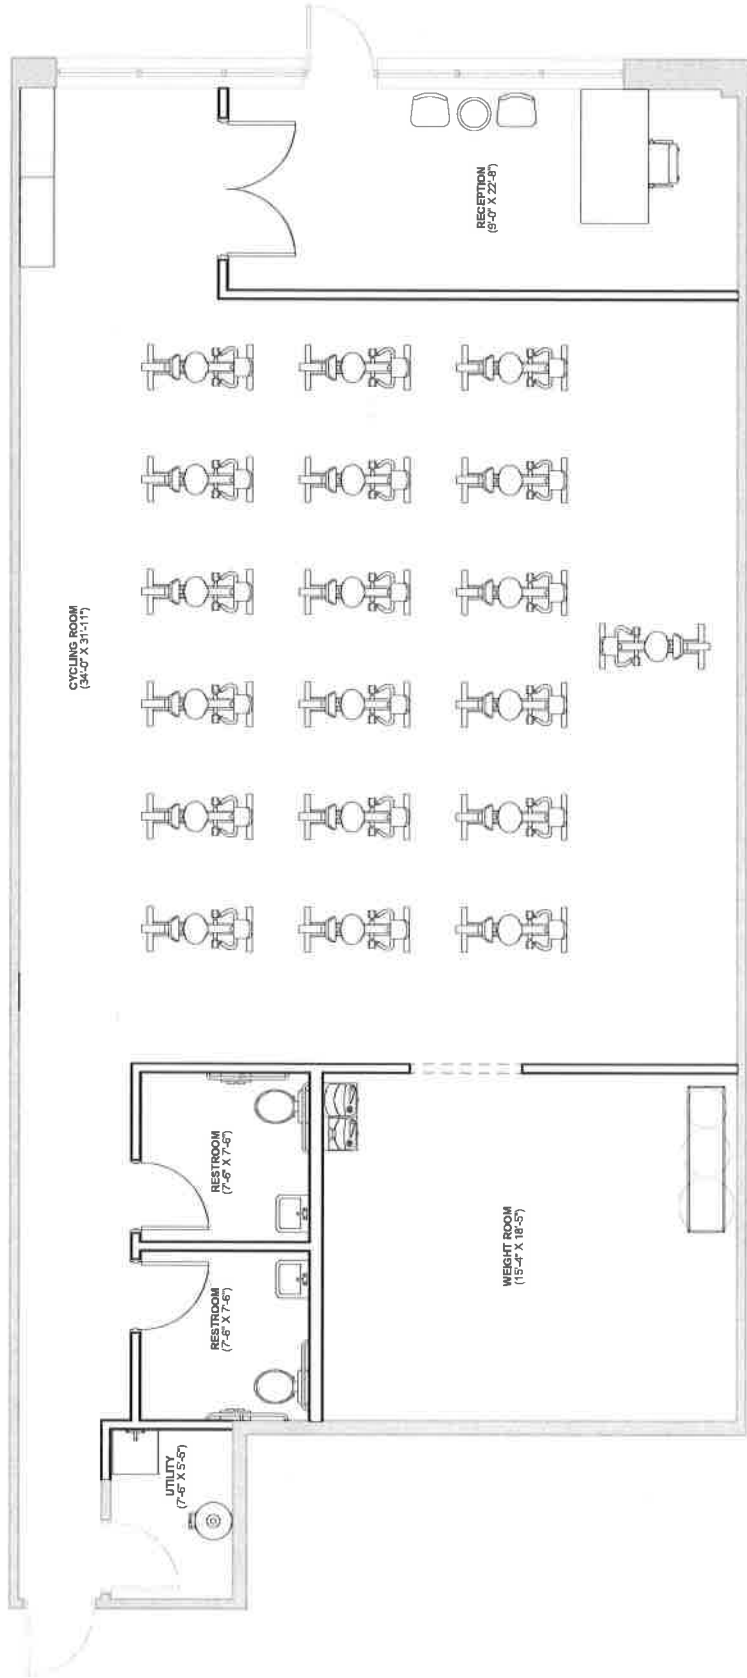 RECEPTION
(9'-0" X 22'-8")
CYCLING ROOM
(34'-0" X 31'-11")
RESTROOM
(7'-6" X 7'-6")
RESTROOM
(7'-6" X 7'-6")
WEIGHT ROOM
(15'-4" X 18'-5")
UTILITY
(7'-6" X 5'-5")